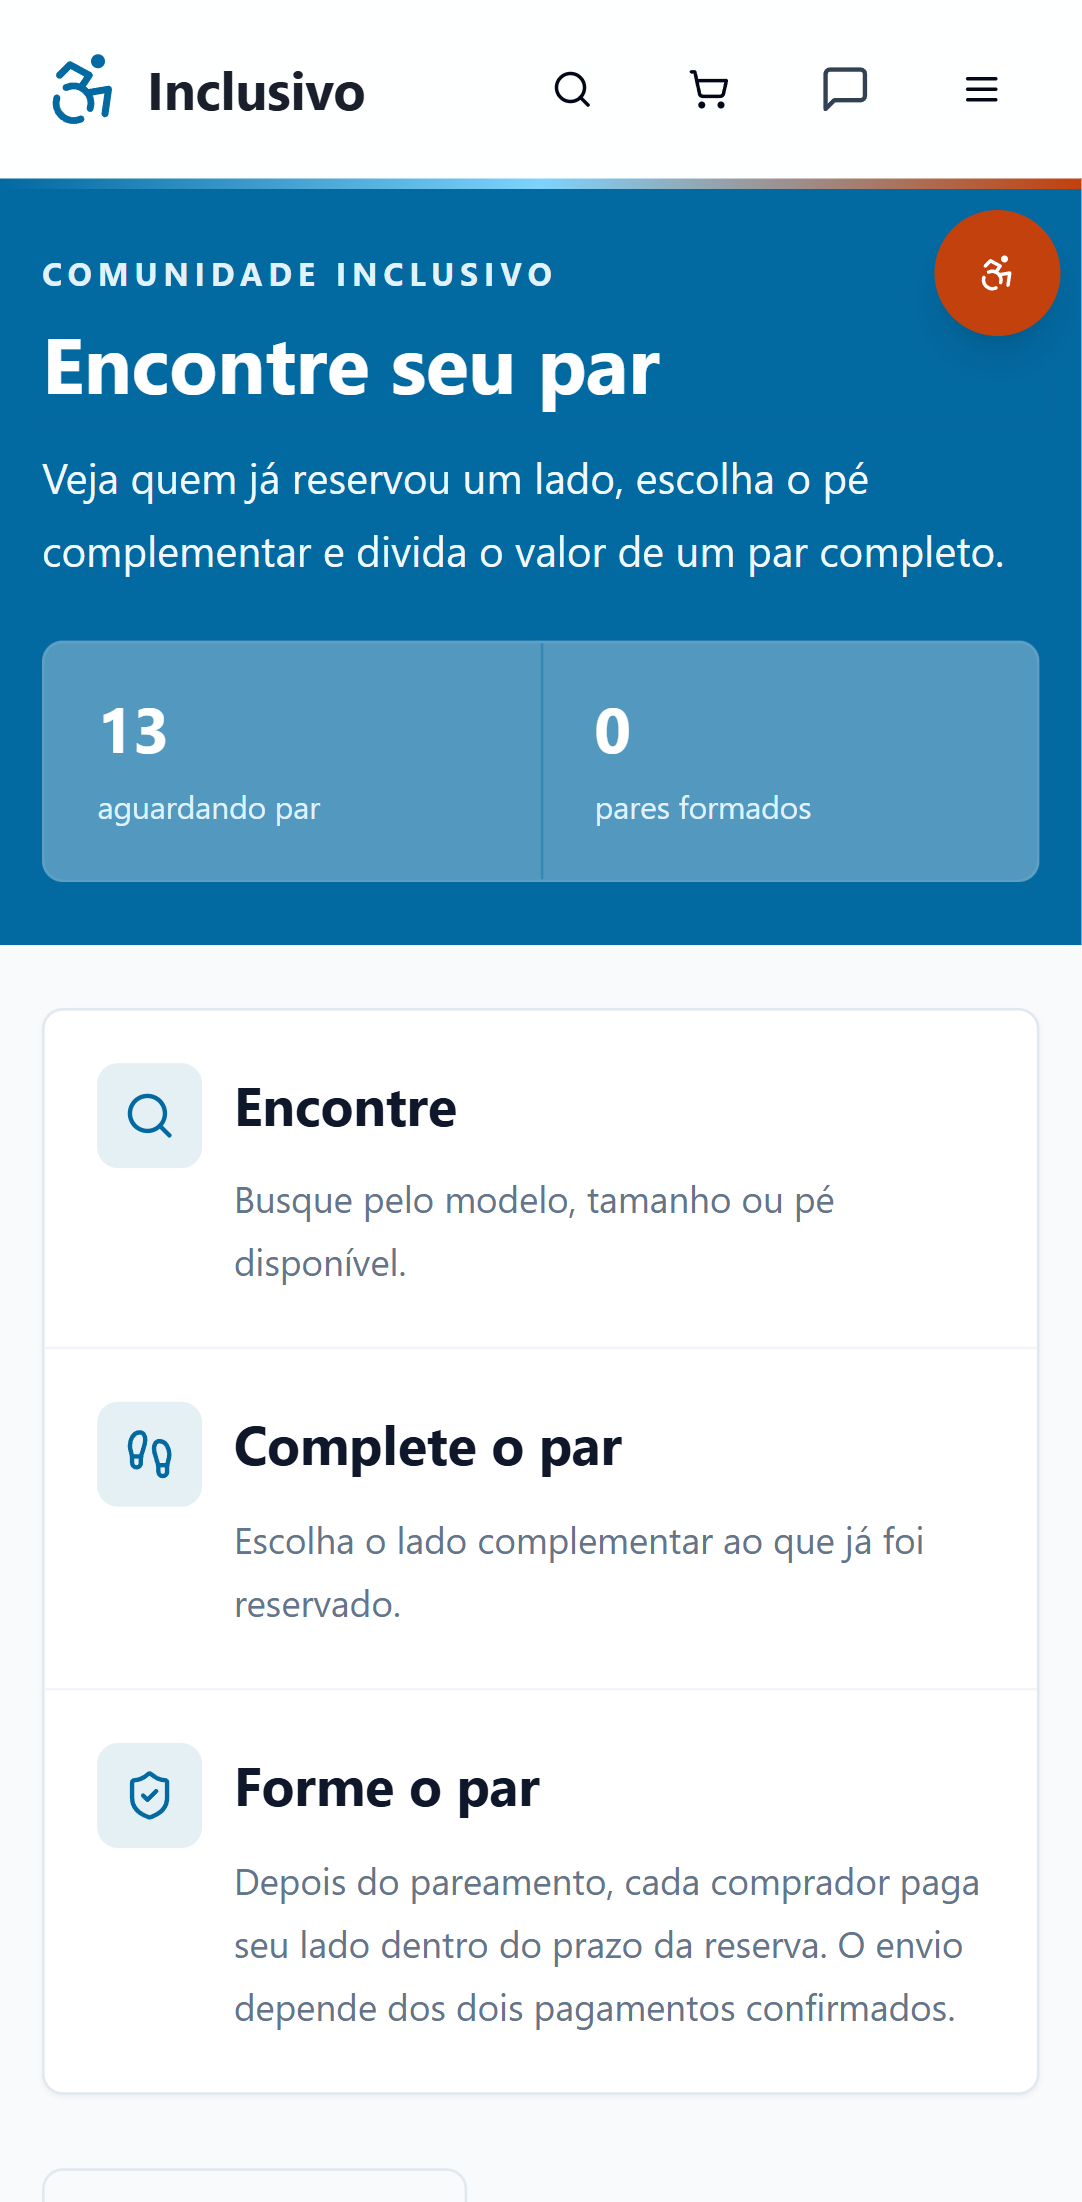 Inclusivo
COMUNIDADE INCLUSIVO
Encontre seu par
Veja quem já reservou um lado, escolha o pé
complementar e divida o valor de um par completo.
13
aguardando par
0
pares formados
Encontre
Busque pelo modelo, tamanho ou pé
disponível.
Complete o par
Escolha o lado complementar ao que já foi
reservado.
Forme o par
Depois do pareamento, cada comprador paga
seu lado dentro do prazo da reserva. O envio
depende dos dois pagamentos confirmados.